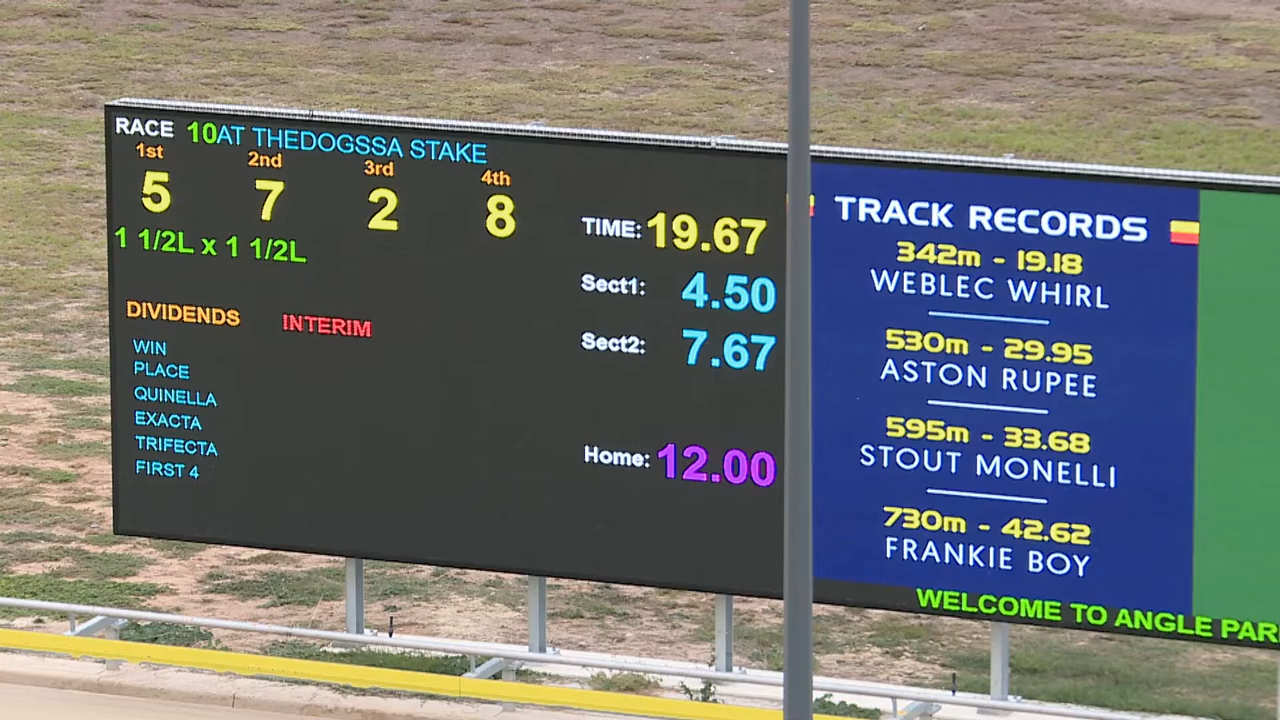 RACE 10AT THEDOGSSA STAKE
1st 2nd 3rd 4th
5 7 2 8
1 1/2L x 1 1/2L
DIVIDENDS INTERIM
WIN
PLACE
QUINELLA
EXACTA
TRIFECTA
FIRST 4
TIME: 19.67
Sect1: 4.50
Sect2: 7.67
Home: 12.00
TRACK RECORDS
342m - 19.18
WEBLEC WHIRL
530m - 29.95
ASTON RUPEE
595m - 33.68
STOUT MONELLI
730m - 42.62
FRANKIE BOY
WELCOME TO ANGLE PAR